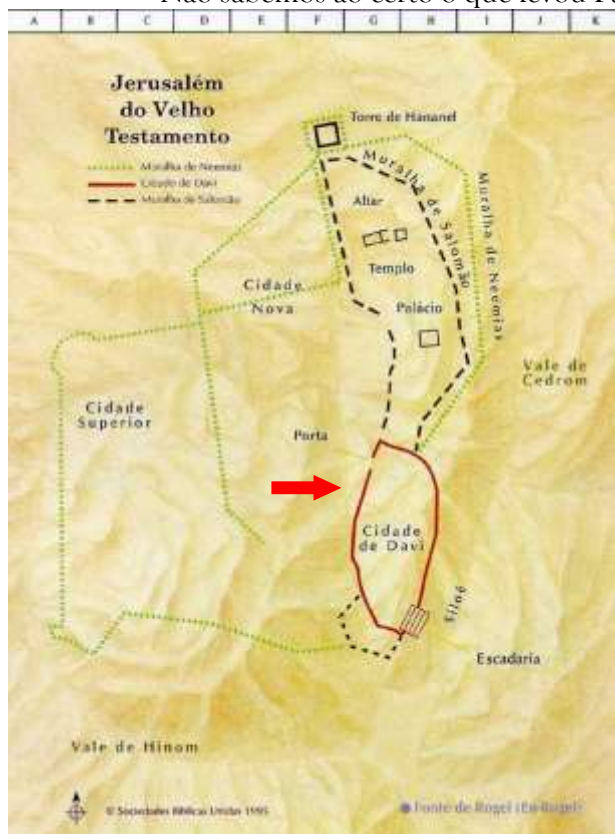 Não sabemos ao certo o que levou
A B C D E F G H I J K
Jerusalém
do Velho
Testamento
Muralha de Neemias
Cidade de Davi
Muralha de Salomão
Torre de Hananel
Muralha de Salomão
Altar
Muralha de Neemias
Templo
Cidade
Nova
Palácio
Vale de
Cedrom
Cidade
Superior
Porta
Cidade
de Davi
Siloé
Escadaria
Vale de Hinom
© Sociedades Bíblicas Unidas 1995
Fonte de Rogel (En-Rogel)